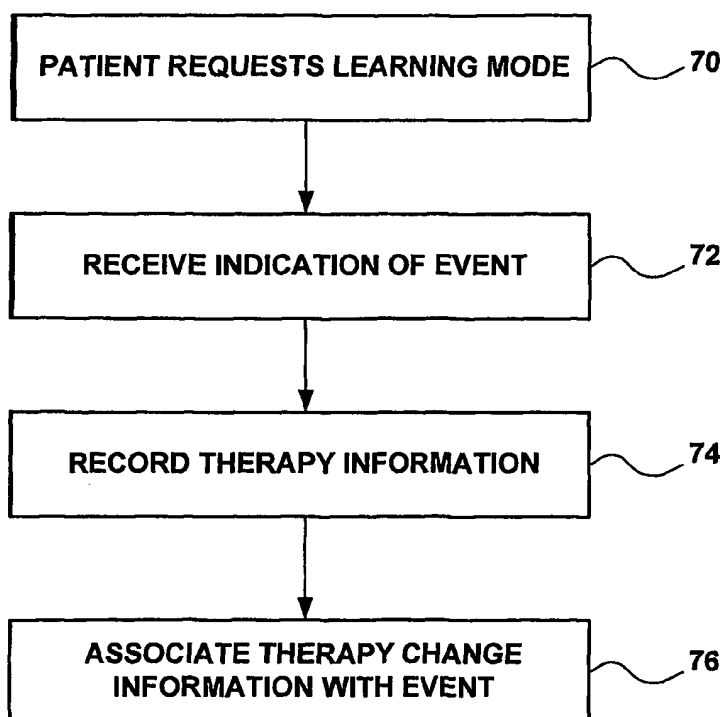 PATIENT REQUESTS LEARNING MODE
70
RECEIVE INDICATION OF EVENT
72
RECORD THERAPY INFORMATION
74
ASSOCIATE THERAPY CHANGE
INFORMATION WITH EVENT
76